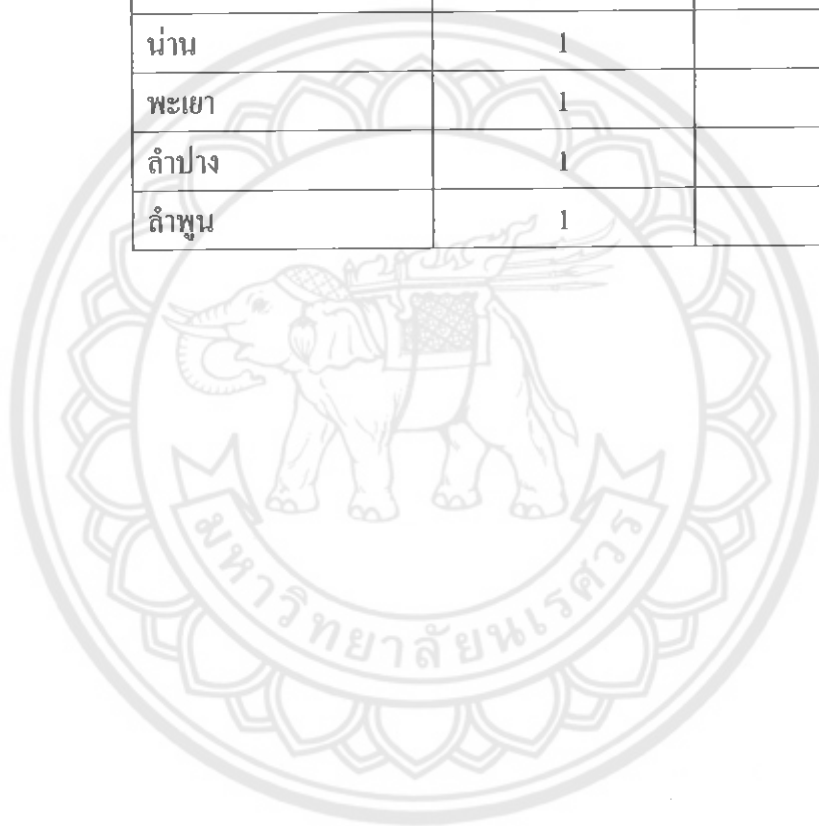 น่าน 1
พะเยา 1
ลำปาง 1
ลำพูน 1
มหาวิทยาลัยนเรศวร